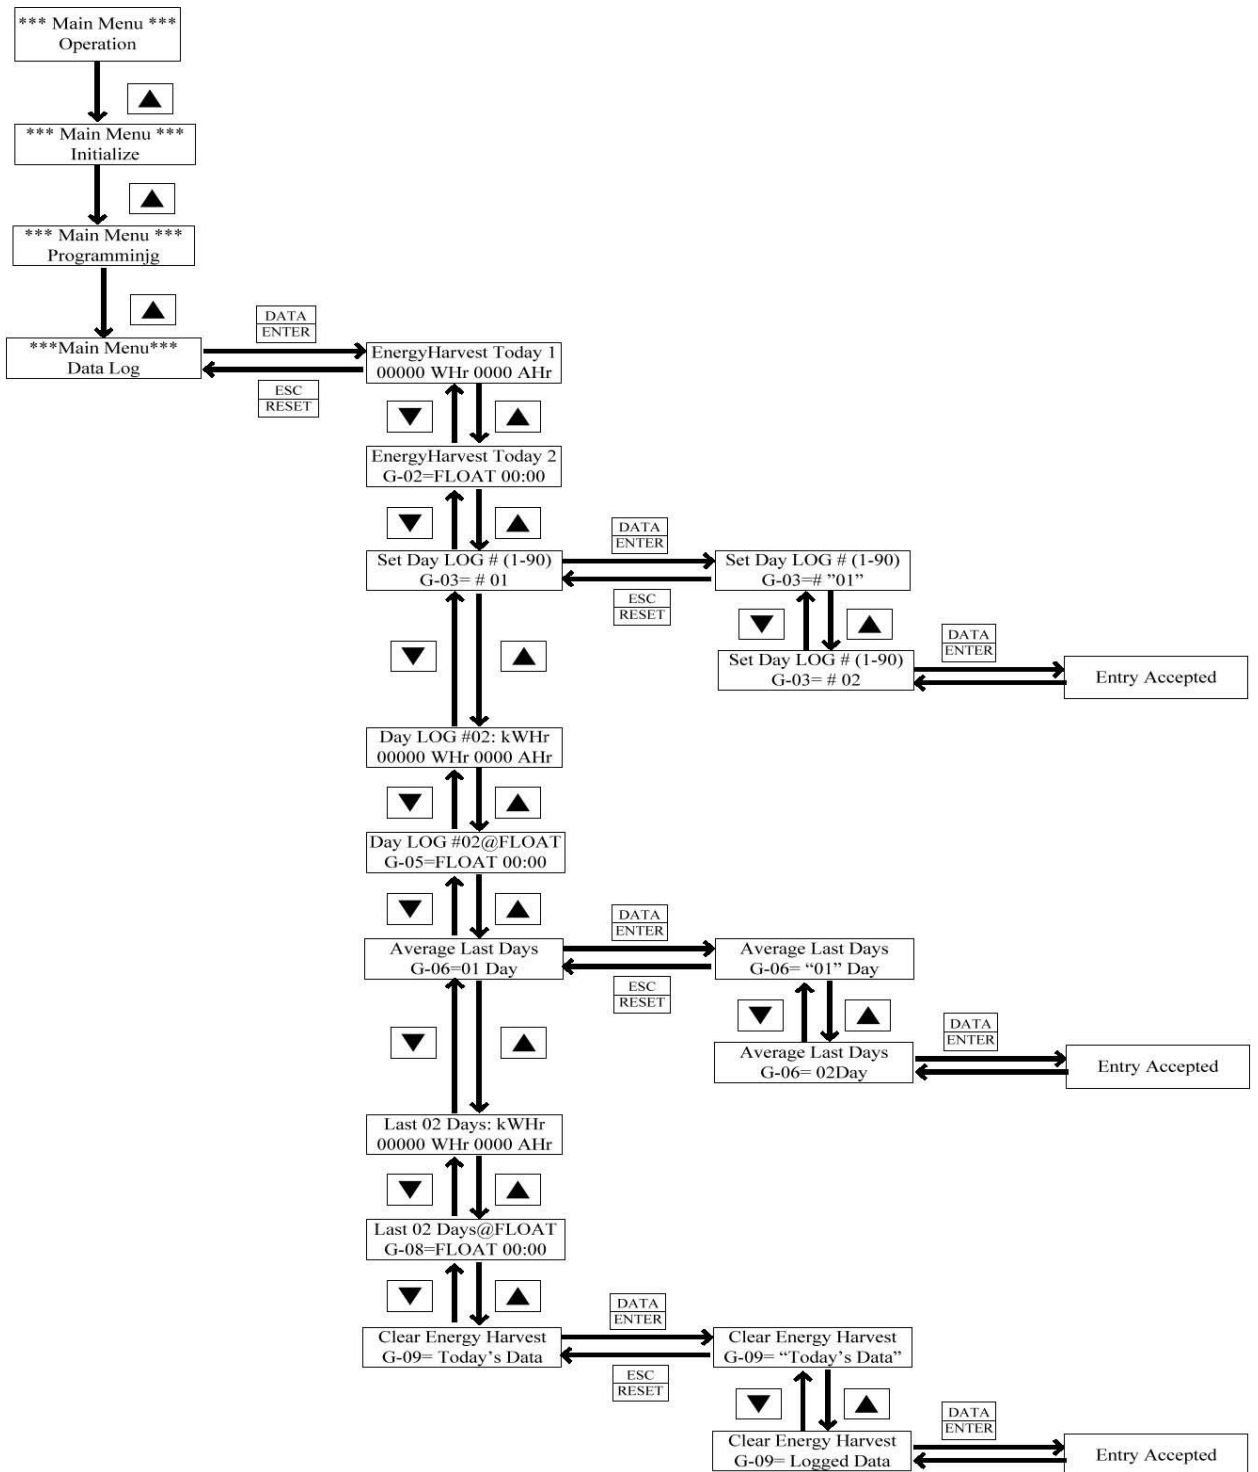 *** Main Menu ***
Operation
*** Main Menu ***
Initialize
*** Main Menu ***
Programminjg
***Main Menu***
Data Log
DATA
ENTER
ESC
RESET
EnergyHarvest Today 1
00000 WHr 0000 AHr
EnergyHarvest Today 2
G-02=FLOAT 00:00
Set Day LOG # (1-90)
G-03= # 01
DATA
ENTER
ESC
RESET
Set Day LOG # (1-90)
G-03=# ”01”
Set Day LOG # (1-90)
G-03= # 02
DATA
ENTER
Entry Accepted
Day LOG #02: kWHr
00000 WHr 0000 AHr
Day LOG #02@FLOAT
G-05=FLOAT 00:00
Average Last Days
G-06=01 Day
DATA
ENTER
ESC
RESET
Average Last Days
G-06= “01” Day
Average Last Days
G-06= 02Day
DATA
ENTER
Entry Accepted
Last 02 Days: kWHr
00000 WHr 0000 AHr
Last 02 Days@FLOAT
G-08=FLOAT 00:00
Clear Energy Harvest
G-09= Today’s Data
DATA
ENTER
ESC
RESET
Clear Energy Harvest
G-09= “Today’s Data”
Clear Energy Harvest
G-09= Logged Data
DATA
ENTER
Entry Accepted